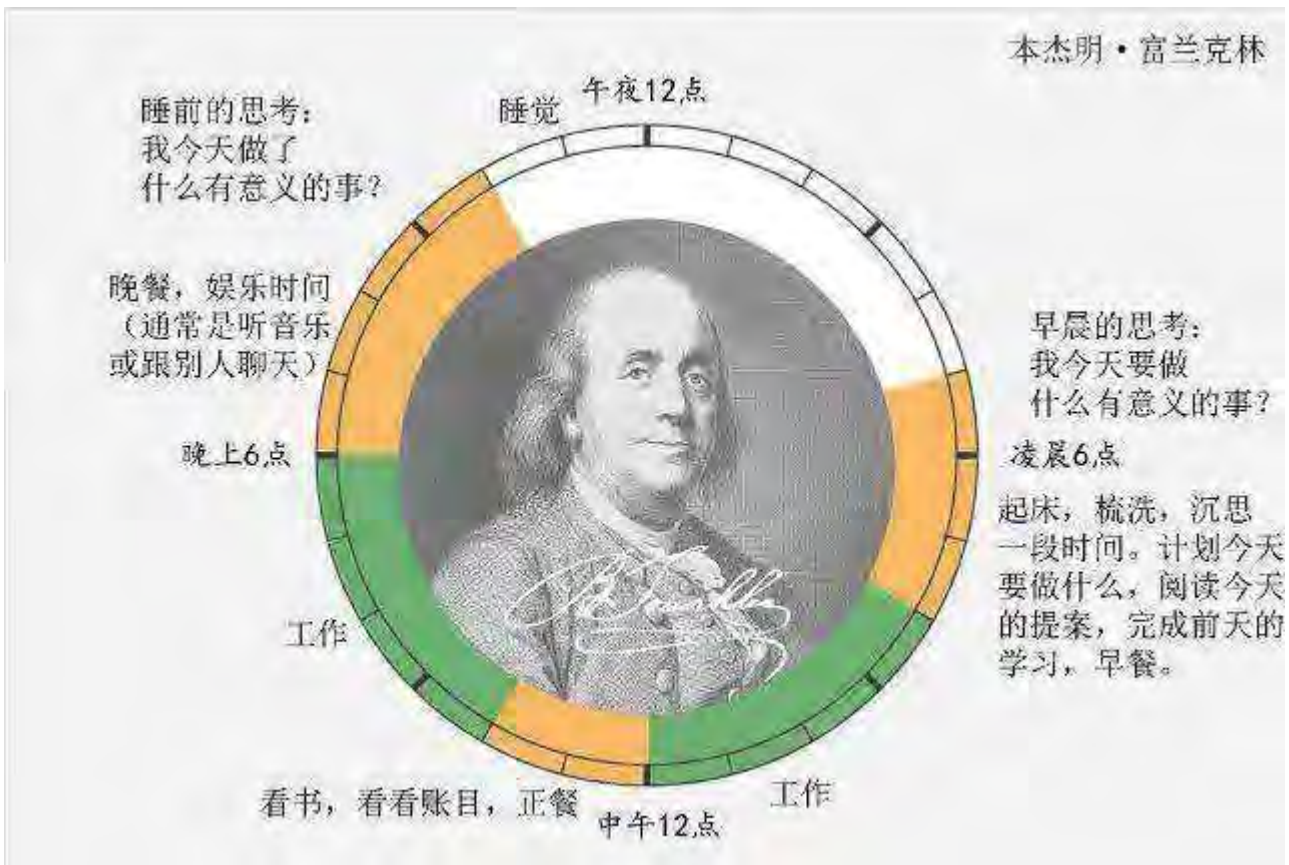 本杰明·富兰克林
午夜12点
睡觉
睡前的思考:
我今天做了
什么有意义的事?
晚餐,娱乐时间
(通常是听音乐
或跟别人聊天)
早晨的思考:
我今天要做
什么有意义的事?
晚上6点
凌晨6点
起床,梳洗,沉思
一段时间。计划今天
要做什么,阅读今天
的提案,完成前天的
学习,早餐。
工作
工作
看书,看看账目,正餐
中午12点